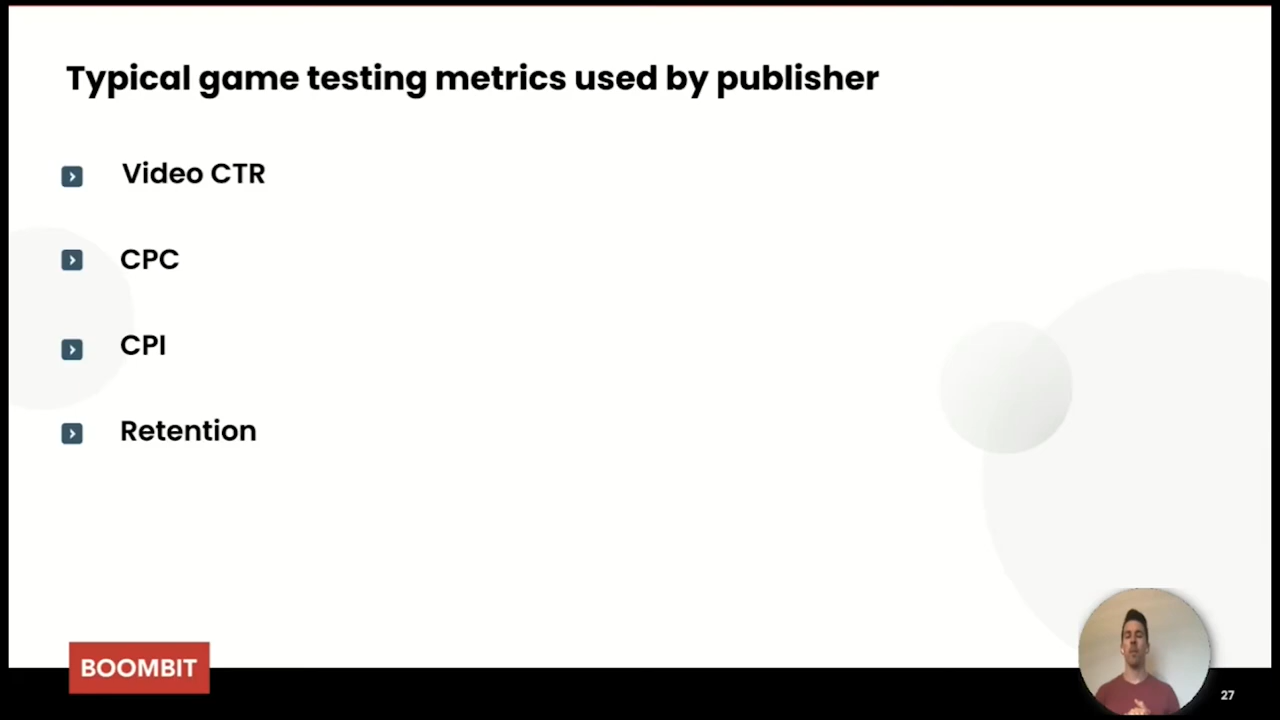 Typical game testing metrics used by publisher
Video CTR
CPC
CPI
Retention
BOOMBIT
27